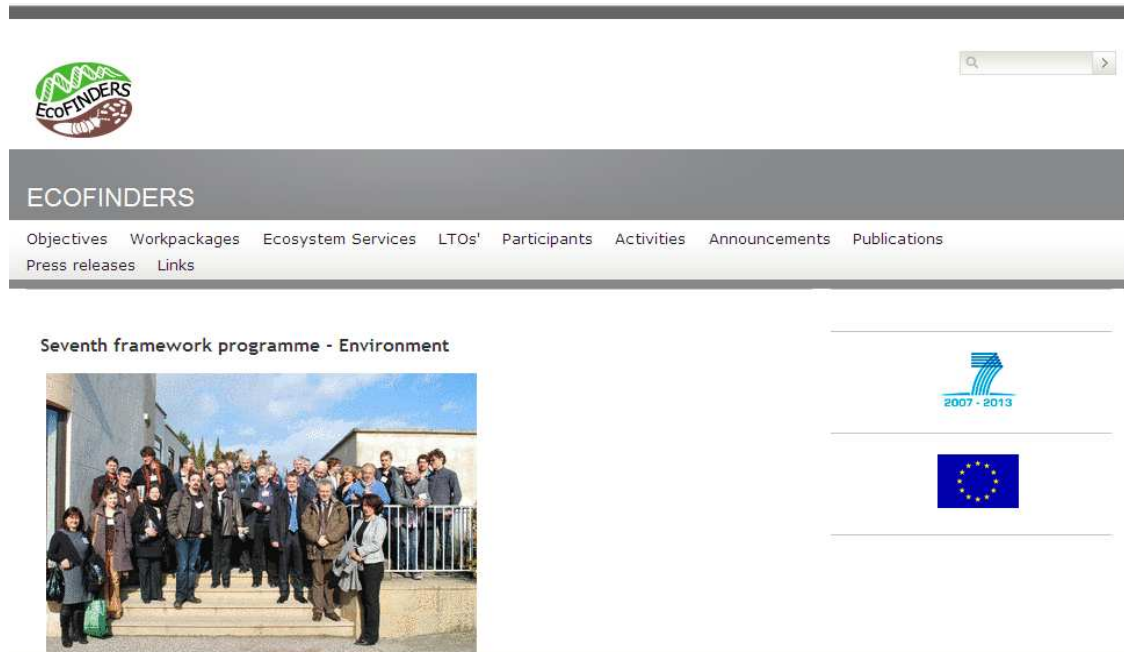 ECOFINDERS
ECOFINDERS
Objectives Workpackages Ecosystem Services LTOs' Participants Activities Announcements Publications
Press releases Links
Seventh framework programme - Environment
7
2007 - 2013